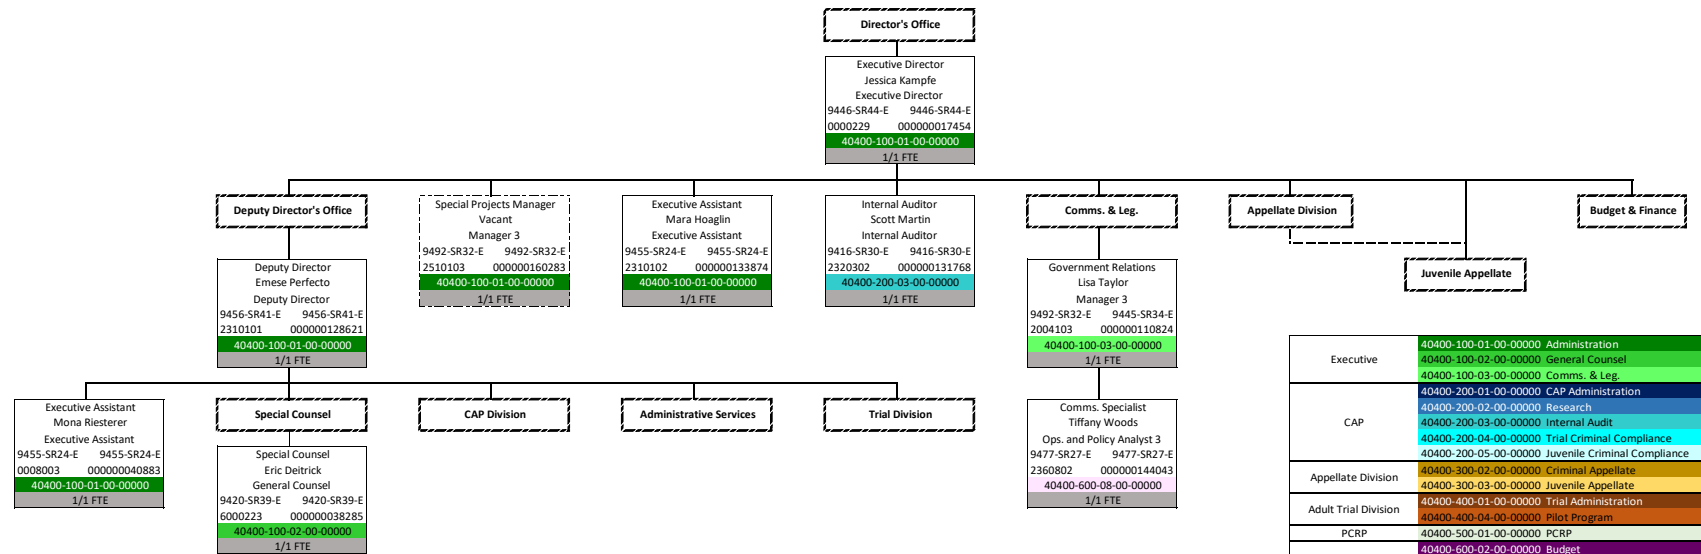 Director's Office
Executive Director
Jessica Kampfe
Executive Director
9446-SR44-E 9446-SR44-E
0000229 000000017454
40400-100-01-00-00000
1/1 FTE
Deputy Director's Office
Special Projects Manager
Vacant
Manager 3
9492-SR32-E 9492-SR32-E
2510103 000000160283
40400-100-01-00-00000
1/1 FTE
Executive Assistant
Mara Hoaglin
Executive Assistant
9455-SR24-E 9455-SR24-E
2310102 000000133874
40400-100-01-00-00000
1/1 FTE
Internal Auditor
Scott Martin
Internal Auditor
9416-SR30-E 9416-SR30-E
2320302 000000131768
40400-200-03-00-00000
1/1 FTE
Comms. & Leg.
Appellate Division
Budget & Finance
Juvenile Appellate
Deputy Director
Emese Perfecto
Deputy Director
9456-SR41-E 9456-SR41-E
2310101 000000128621
40400-100-01-00-00000
1/1 FTE
Government Relations
Lisa Taylor
Manager 3
9492-SR32-E 9445-SR34-E
2004103 000000110824
40400-100-03-00-00000
1/1 FTE
Executive Assistant
Mona Riesterer
Executive Assistant
9455-SR24-E 9455-SR24-E
0008003 000000040883
40400-100-01-00-00000
1/1 FTE
Special Counsel
CAP Division
Administrative Services
Trial Division
Special Counsel
Eric Deitrick
General Counsel
9420-SR39-E 9420-SR39-E
6000223 000000038285
40400-100-02-00-00000
1/1 FTE
Comms. Specialist
Tiffany Woods
Ops. and Policy Analyst 3
9477-SR27-E 9477-SR27-E
2360802 000000144043
40400-600-08-00-00000
1/1 FTE
Executive
40400-100-01-00-00000 Administration
40400-100-02-00-00000 General Counsel
40400-100-03-00-00000 Comms. & Leg.
CAP
40400-200-01-00-00000 CAP Administration
40400-200-02-00-00000 Research
40400-200-03-00-00000 Internal Audit
40400-200-04-00-00000 Trial Criminal Compliance
40400-200-05-00-00000 Juvenile Criminal Compliance
Appellate Division
40400-300-02-00-00000 Criminal Appellate
40400-300-03-00-00000 Juvenile Appellate
Adult Trial Division
40400-400-01-00-00000 Trial Administration
40400-400-04-00-00000 Pilot Program
PCRP
40400-500-01-00-00000 PCRP
40400-600-02-00-00000 Budget